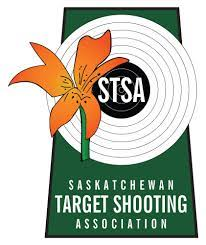 STSA
SASKATCHEWAN
TARGET SHOOTING
ASSOCIATION